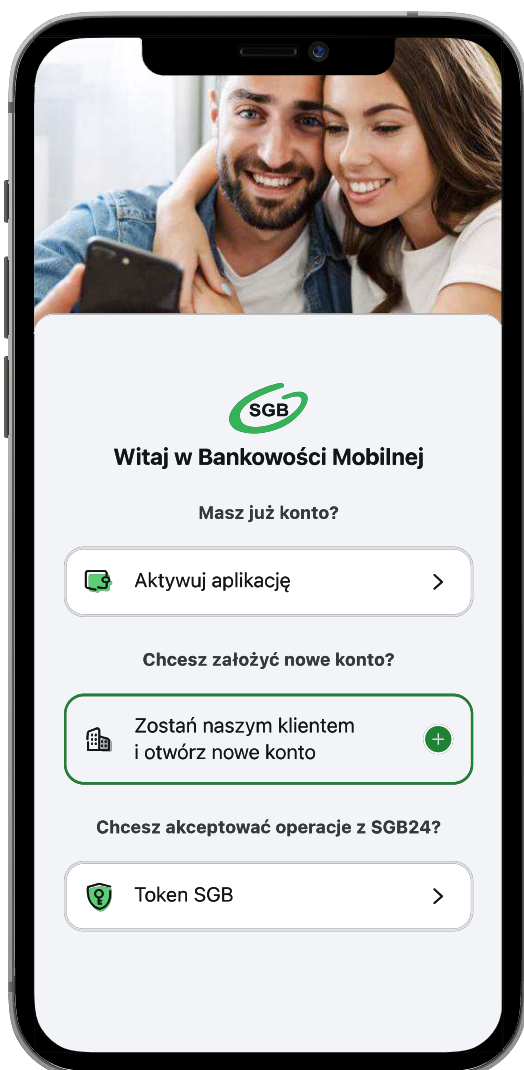 SGB
Witaj w Bankowości Mobilnej
Masz już konto?
Aktywuj aplikację
Chcesz założyć nowe konto?
Zostań naszym klientem
i otwórz nowe konto
Chcesz akceptować operacje z SGB24?
Token SGB